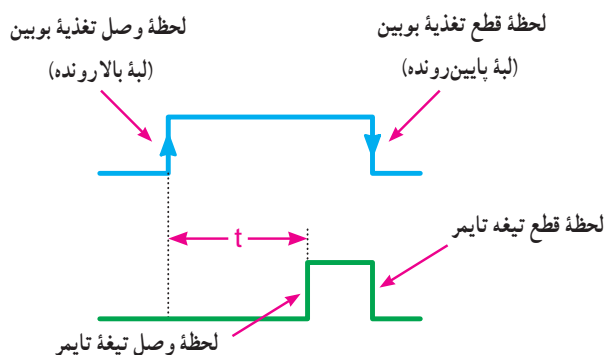 لحظهٔ وصل تغذیهٔ بوبین
(لبهٔ بالارونده)
لحظهٔ قطع تغذیهٔ بوبین
(لبهٔ پایین‌رونده)
t
لحظهٔ قطع تیغه تایمر
لحظهٔ وصل تیغهٔ تایمر